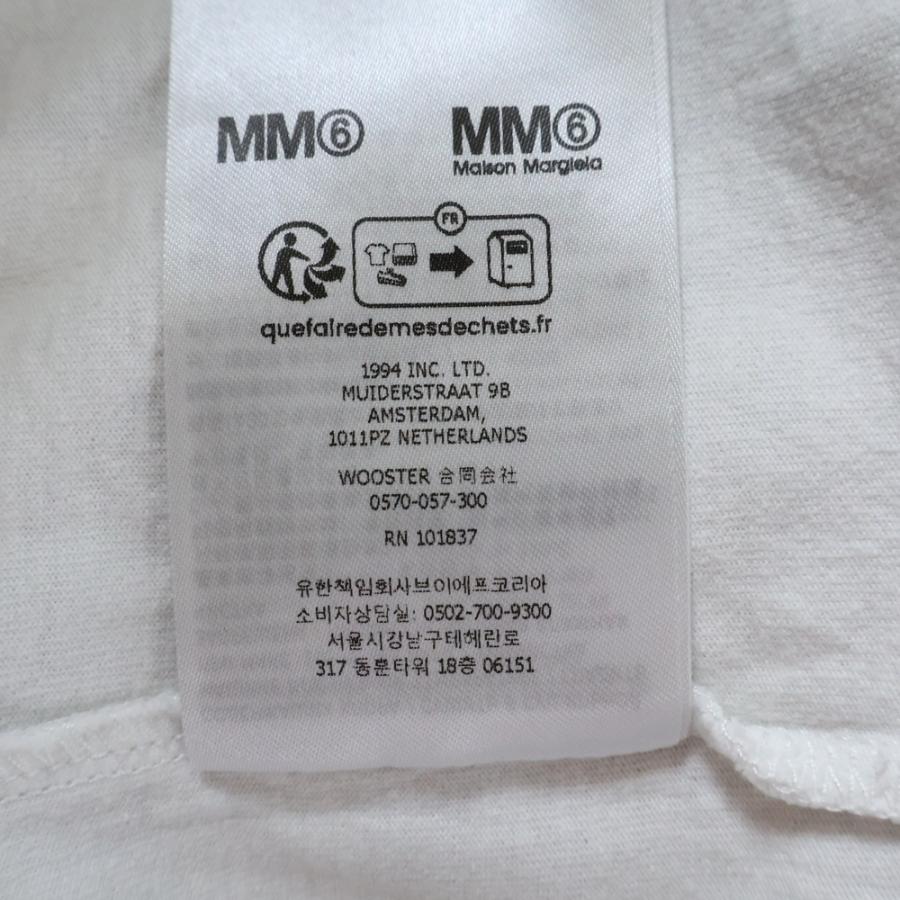 MM⑥
MM⑥
Maison Margiela
FR
quefairedemesdechets.fr
1994 INC. LTD.
MUIDERSTRAAT 9B
AMSTERDAM,
1011PZ NETHERLANDS
WOOSTER 合同会社
0570-057-300
RN 101837
유한책임회사브이에프코리아
소비자상담실: 0502-700-9300
서울시강남구테헤란로
317 동훈타워 18층 06151